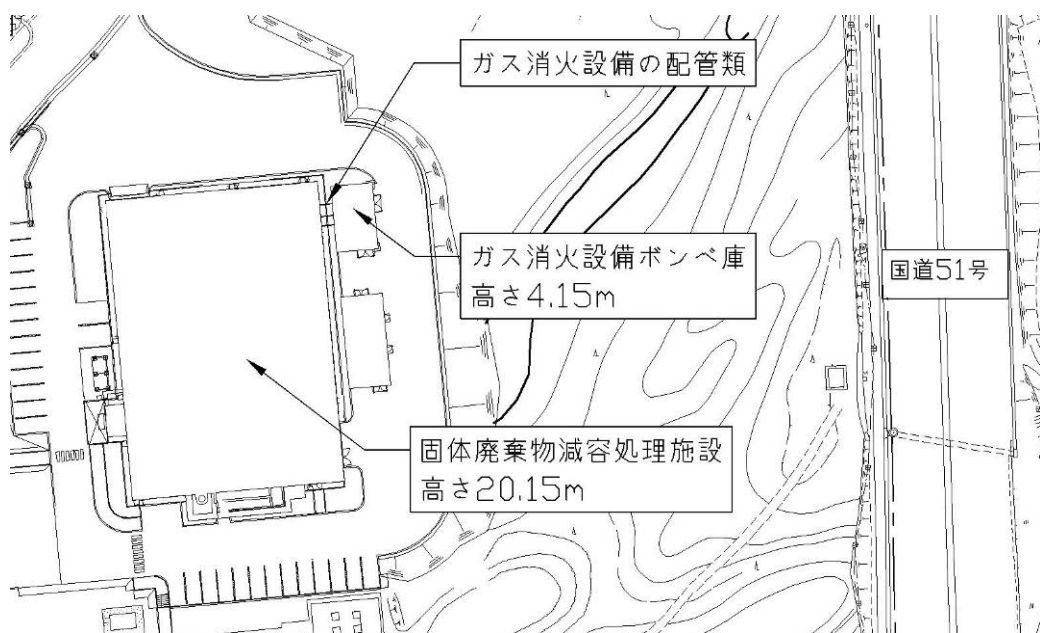 ガス消火設備の配管類
ガス消火設備ボンベ庫
高さ4.15m
国道51号
固体廃棄物減容処理施設
高さ20.15m